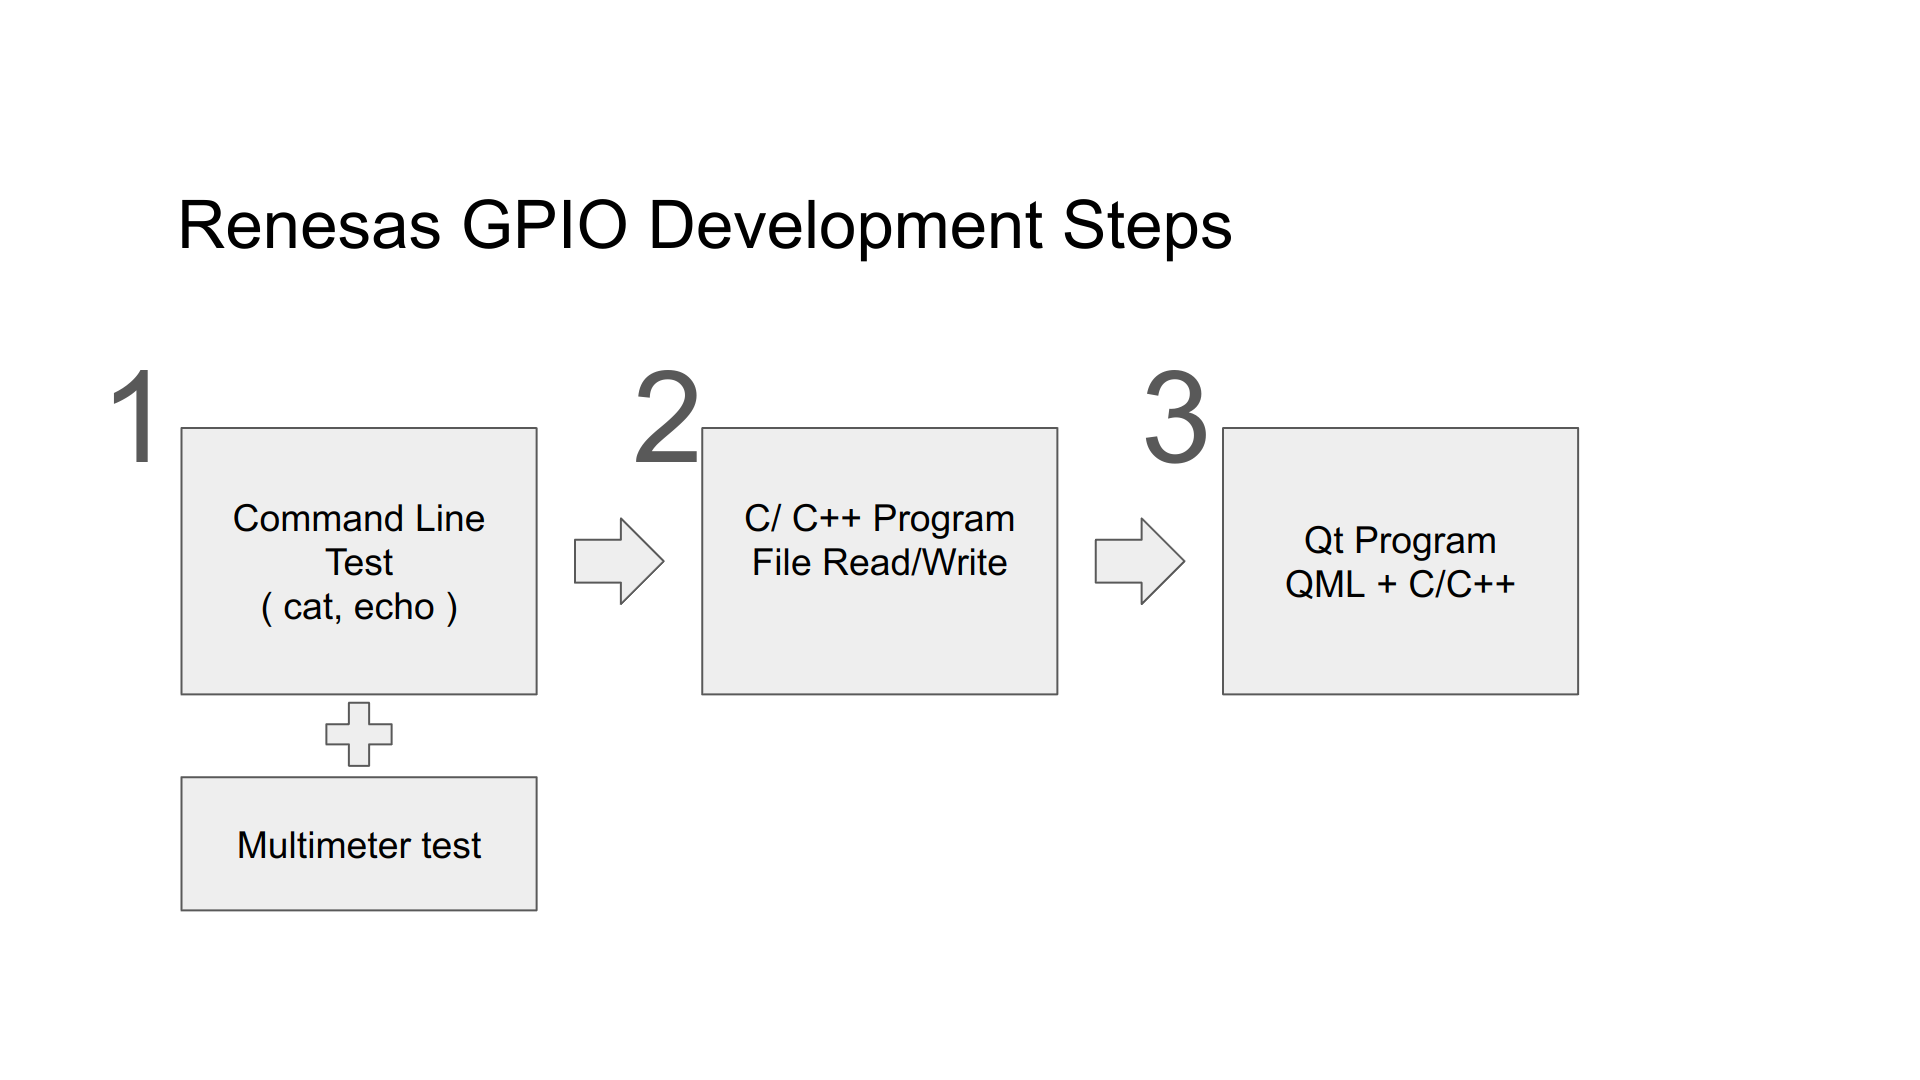 Renesas GPIO Development Steps
1
Command Line
Test
( cat, echo )
Multimeter test
2
C/ C++ Program
File Read/Write
3
Qt Program
QML + C/C++